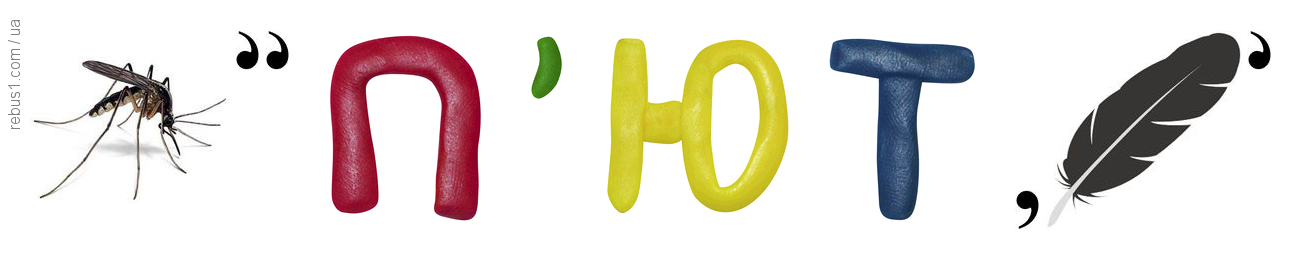 rebus1.com/ua
,, П'ЮТ , ,